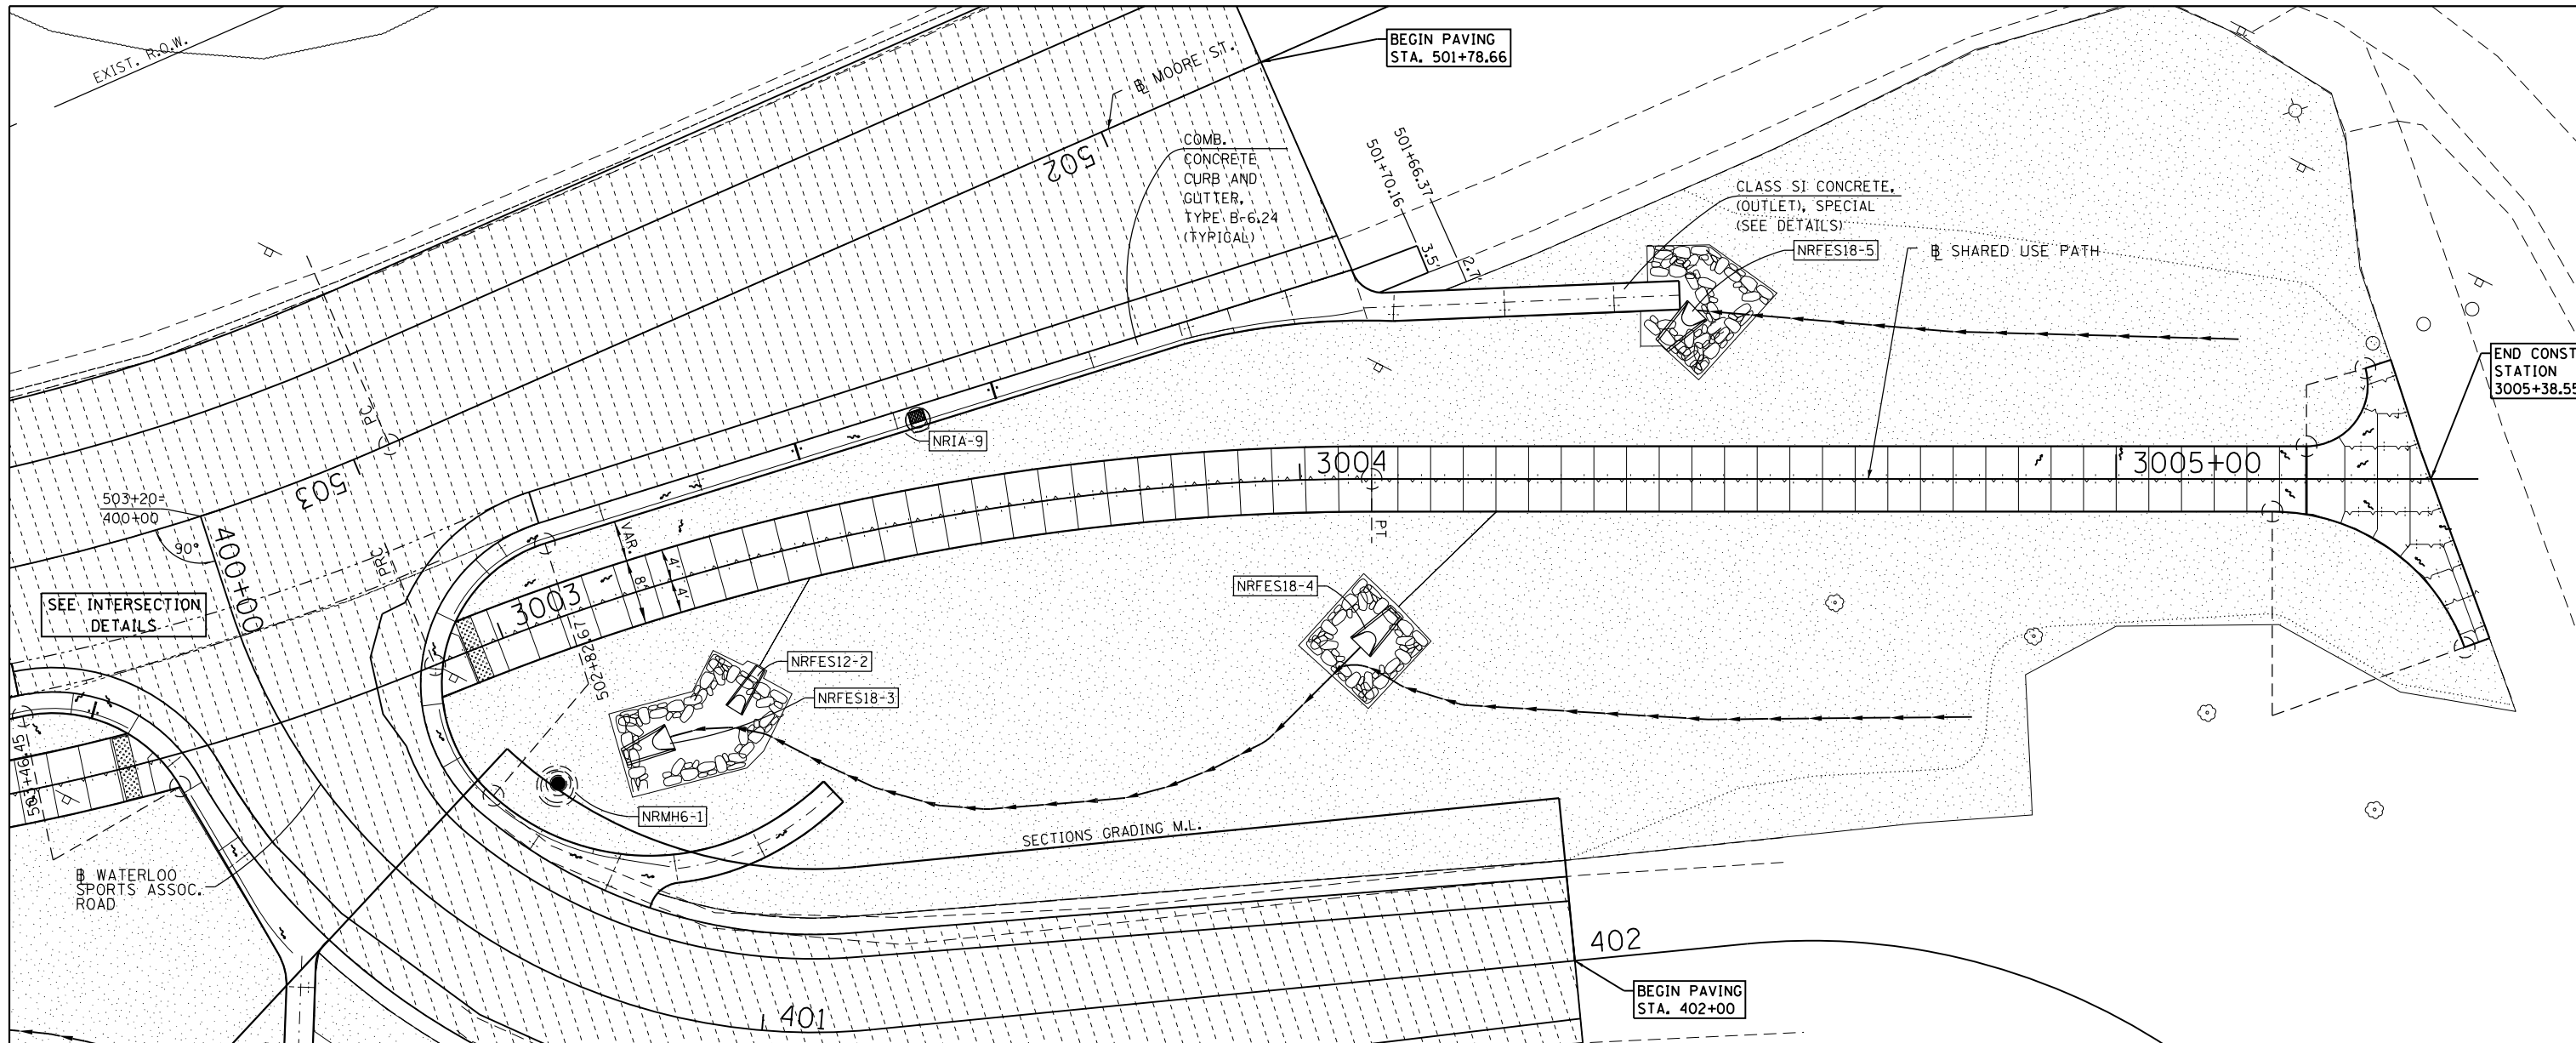 EXIST. R.O.W.
BEGIN PAVING
STA. 501+78.66
℄ MOORE ST.
502
COMB.
CONCRETE
CURB AND
GUTTER,
TYPE B-6.24
(TYPICAL)
501+66.37
501+70.16
3.5'
2.7'
CLASS SI CONCRETE,
(OUTLET), SPECIAL
(SEE DETAILS)
NRFES18-5
℄ SHARED USE PATH
END CONST
STATION
3005+38.55
PC
NRIA-9
503
3004
3005+00
503+20=
400+00
90°
400+00
PRC
VAR.
4'
4'
8'
PT
SEE INTERSECTION
DETAILS
3003
502+82.67
NRFES18-4
NRFES12-2
NRFES18-3
503+46.45
NRMH6-1
SECTIONS GRADING M.L.
℄ WATERLOO
SPORTS ASSOC.
ROAD
402
BEGIN PAVING
STA. 402+00
401